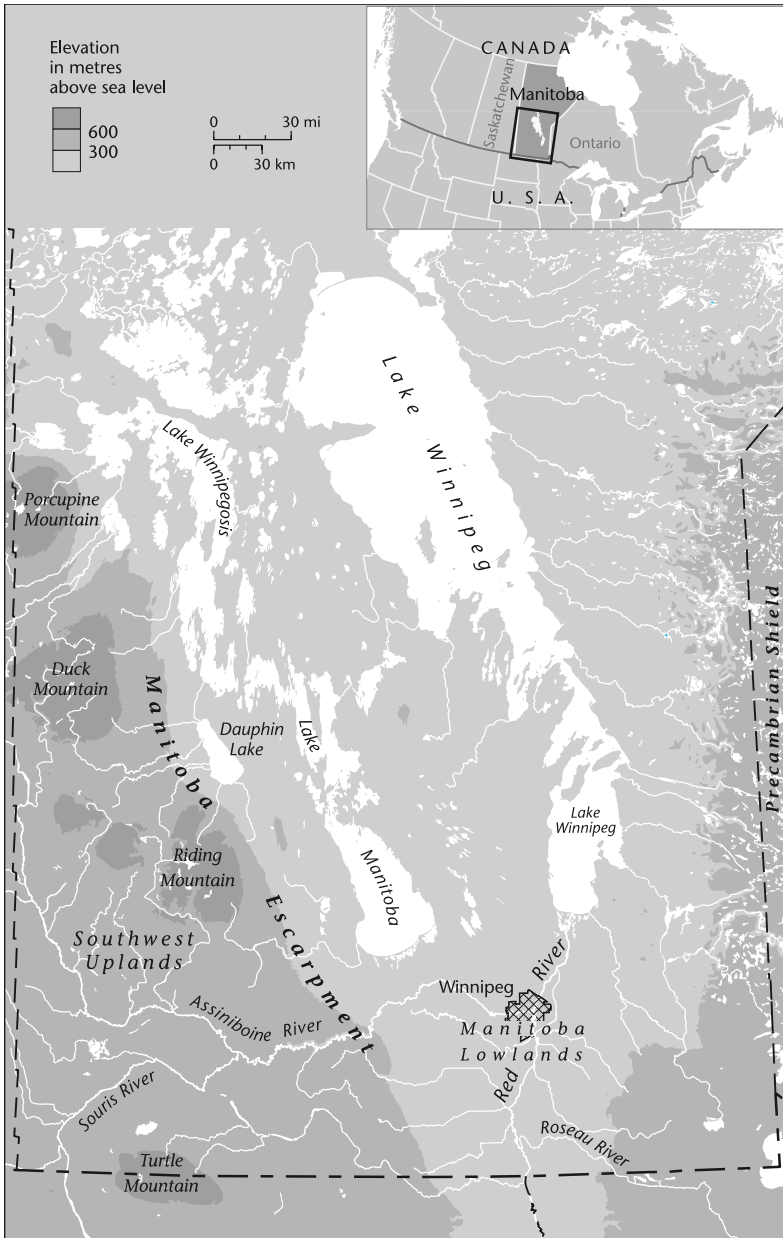 Elevation
in metres
above sea level
600
300
0 30 mi
0 30 km
CANADA
Saskatchewan
Manitoba
Ontario
U. S. A.
Lake Winnipeg
Lake Winnipegosis
Porcupine
Mountain
Precambrian Shield
Duck
Mountain
Manitoba Escarpment
Dauphin
Lake
Lake Manitoba
Lake
Winnipeg
Riding
Mountain
Southwest
Uplands
Winnipeg
Red River
Manitoba
Lowlands
Assiniboine River
Souris River
Roseau River
Turtle
Mountain